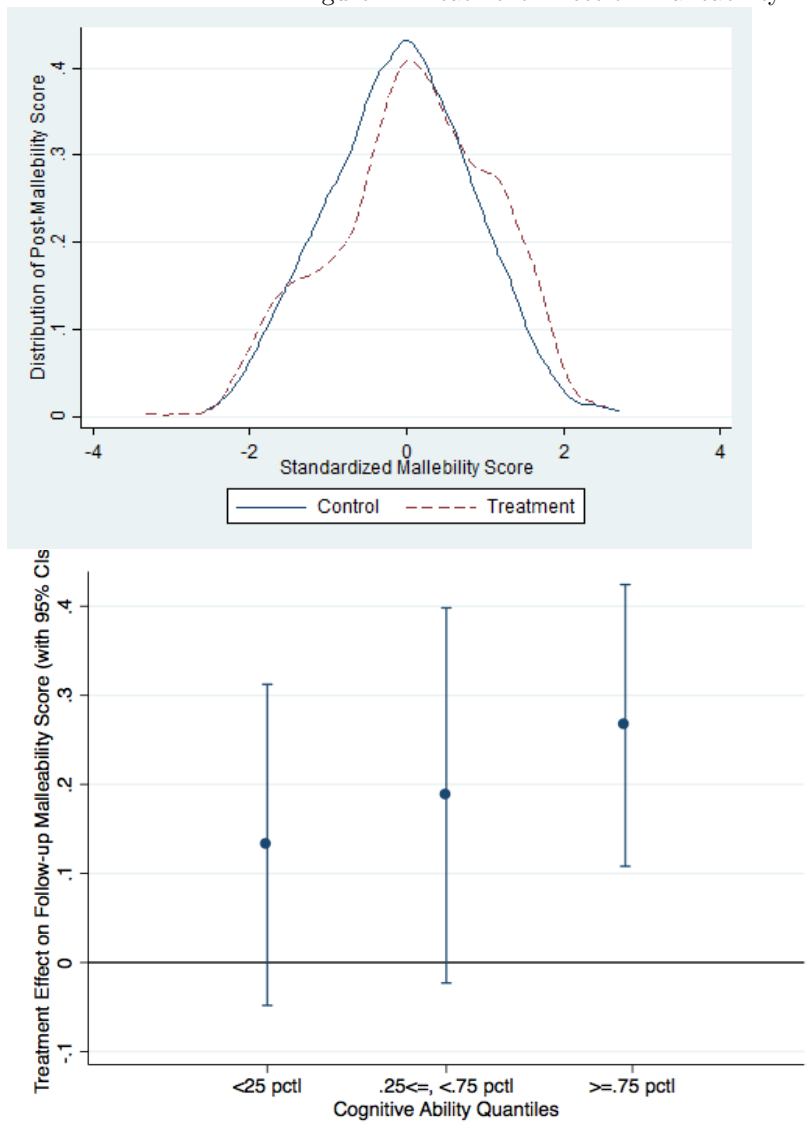 Distribution of Post-Mallebility Score
.4
.3
.2
.1
0
-4
-2
0
2
4
Standardized Mallebility Score
Control
Treatment
Treatment Effect on Follow-up Malleability Score (with 95% CIs
.4
.3
.2
.1
0
-.1
<25 pctl
.25<=, <.75 pctl
>=.75 pctl
Cognitive Ability Quantiles